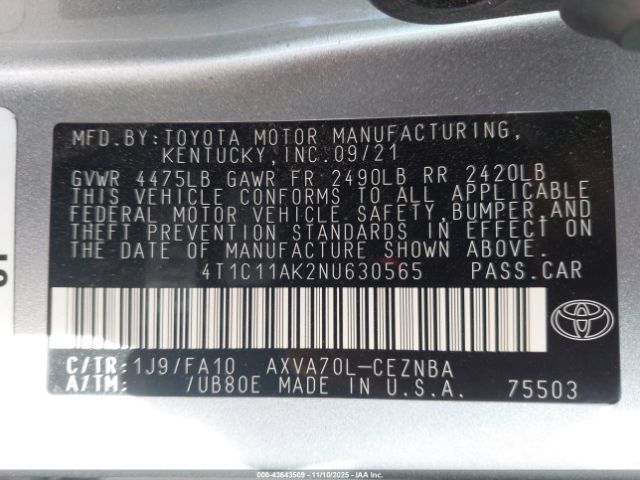 MFD.BY:TOYOTA MOTOR MANUFACTURING,
KENTUCKY,INC.09/21
GVWR 4475LB GAWR FR 2490LB RR 2420LB
THIS VEHICLE CONFORMS TO ALL APPLICABLE
FEDERAL MOTOR VEHICLE SAFETY,BUMPER,AND
THEFT PREVENTION STANDARDS IN EFFECT ON
THE DATE OF MANUFACTURE SHOWN ABOVE.
4T1C11AK2NU630565 PASS.CAR
C/TR:1J9/FA10 AXVA70L-CEZNBA
A/TM: /UB80E MADE IN U.S.A. 75503
000-43643509 - 11/10/2025 - IAAI.com